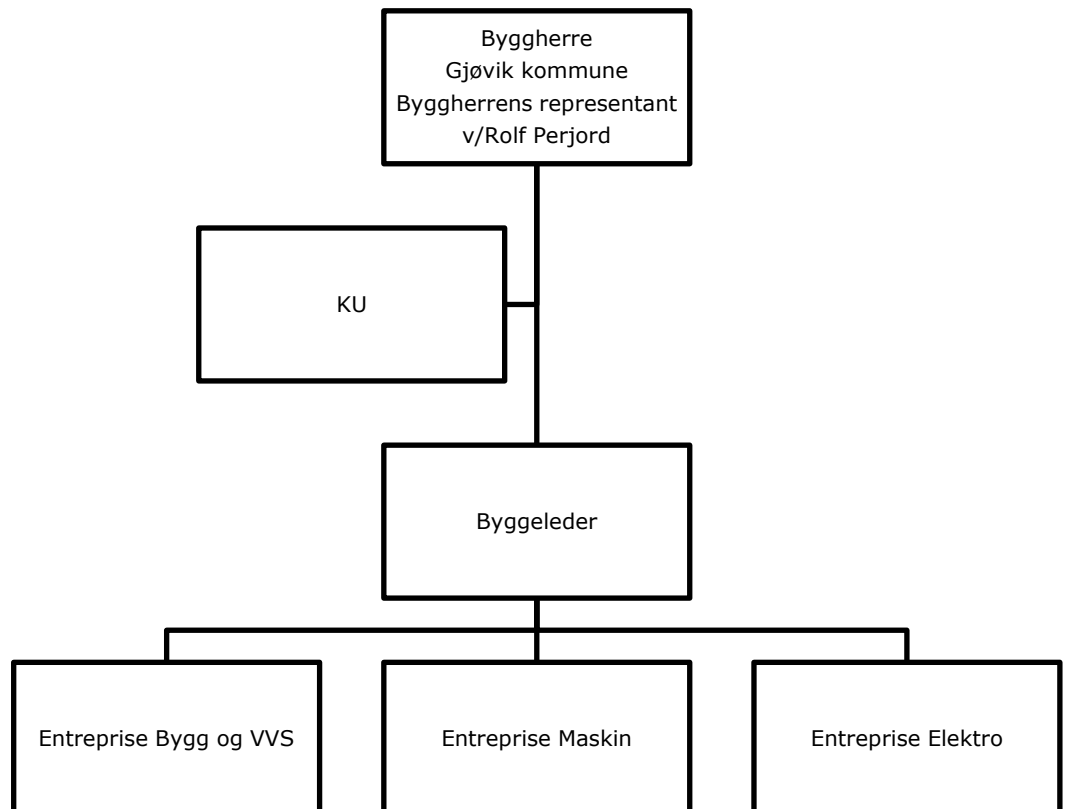 Byggherre
Gjøvik kommune
Byggherrens representant
v/Rolf Perjord
KU
Byggeleder
Entreprise Bygg og VVS
Entreprise Maskin
Entreprise Elektro